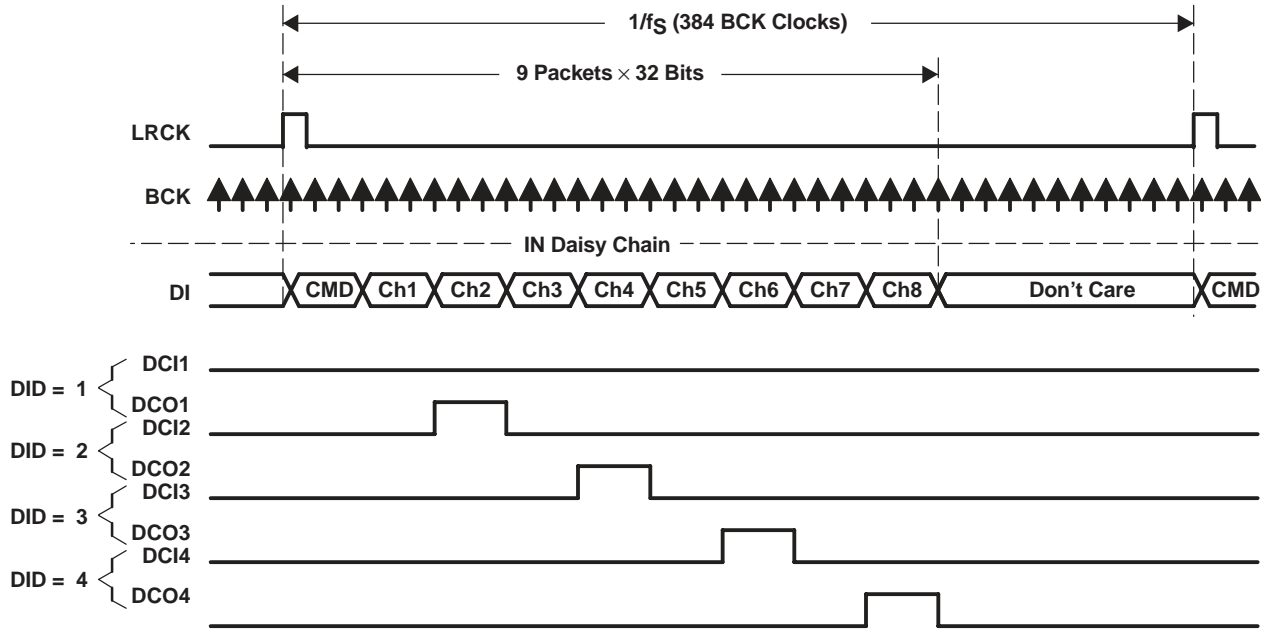 1/fS (384 BCK Clocks)
9 Packets × 32 Bits
LRCK
BCK
IN Daisy Chain
DI CMD Ch1 Ch2 Ch3 Ch4 Ch5 Ch6 Ch7 Ch8 Don't Care CMD
DCI1
DID = 1
DCO1
DCI2
DID = 2
DCO2
DCI3
DID = 3
DCO3
DCI4
DID = 4
DCO4